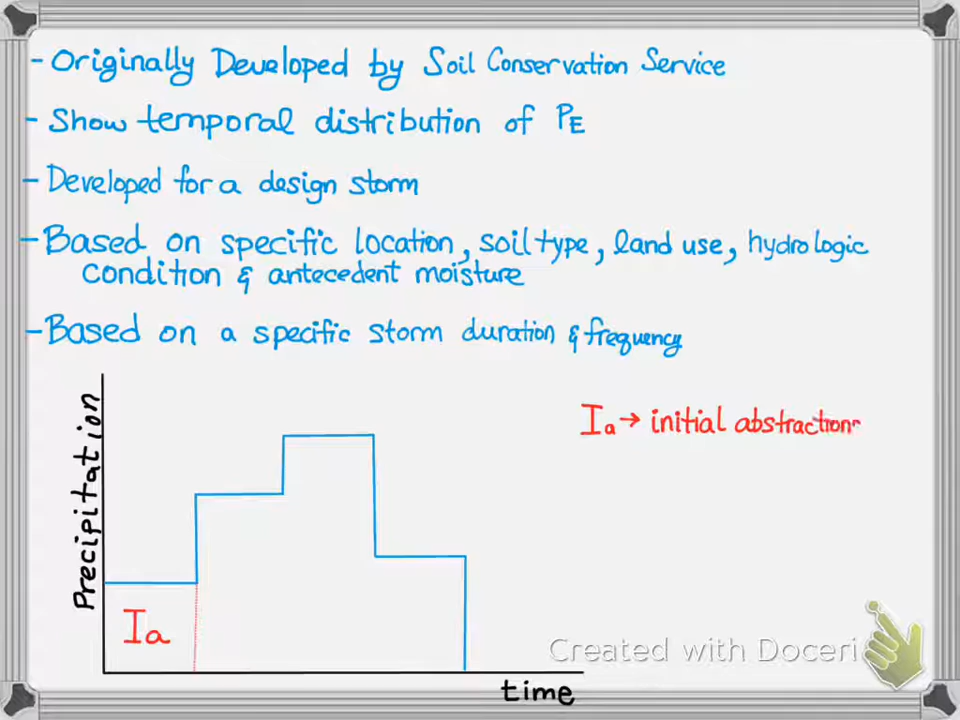 - Originally Developed by Soil Conservation Service
- Show temporal distribution of PE
- Developed for a design storm
- Based on specific location, soil type, land use, hydrologic
condition & antecedent moisture
- Based on a specific storm duration & frequency
Precipitation
Ia → initial abstraction
Ia
Created with Doceri
time